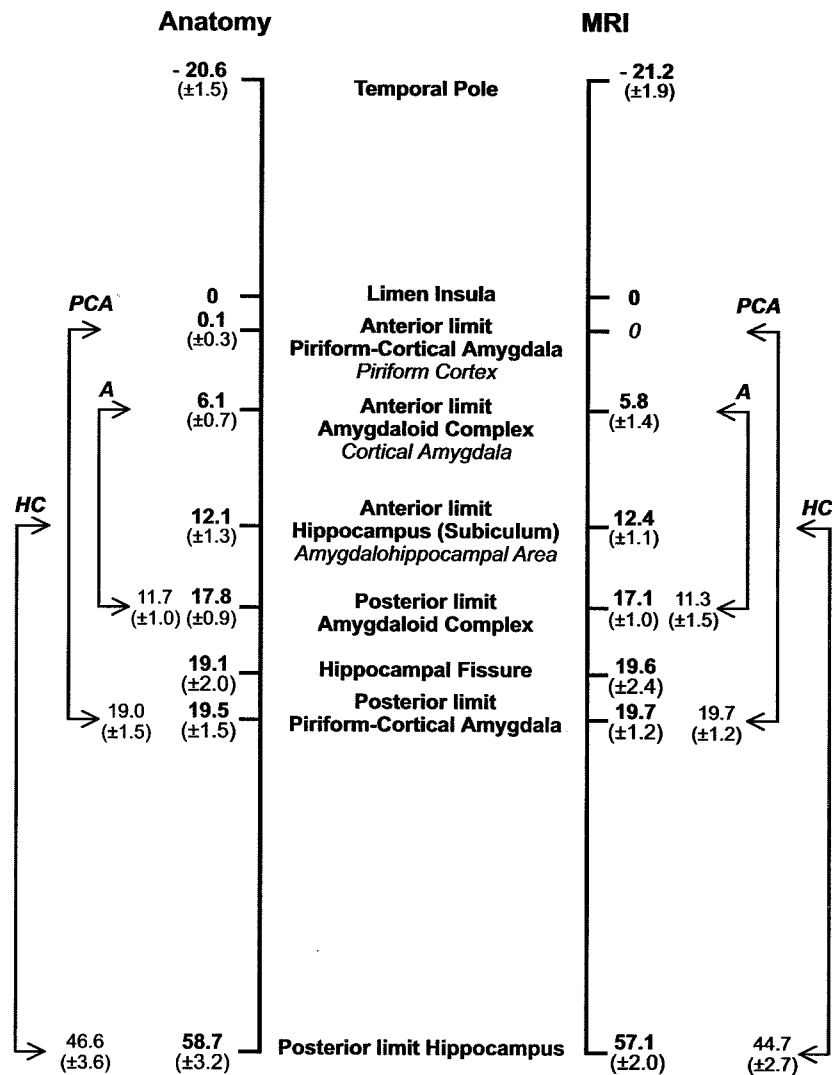 Anatomy MRI
- 20.6 Temporal Pole - 21.2
(±1.5) (±1.9)
0 Limen Insula 0
PCA PCA
0.1 Anterior limit 0
(±0.3) Piriform-Cortical Amygdala
Piriform Cortex
A A
6.1 Anterior limit 5.8
(±0.7) Amygdaloid Complex (±1.4)
Cortical Amygdala
HC HC
12.1 Anterior limit 12.4
(±1.3) Hippocampus (Subiculum) (±1.1)
Amygdalohippocampal Area
11.7 17.8 Posterior limit 17.1 11.3
(±1.0) (±0.9) Amygdaloid Complex (±1.0) (±1.5)
19.1 Hippocampal Fissure 19.6
(±2.0) (±2.4)
19.0 19.5 Posterior limit 19.7 19.7
(±1.5) (±1.5) Piriform-Cortical Amygdala (±1.2) (±1.2)
46.6 58.7 Posterior limit Hippocampus 57.1 44.7
(±3.6) (±3.2) (±2.0) (±2.7)